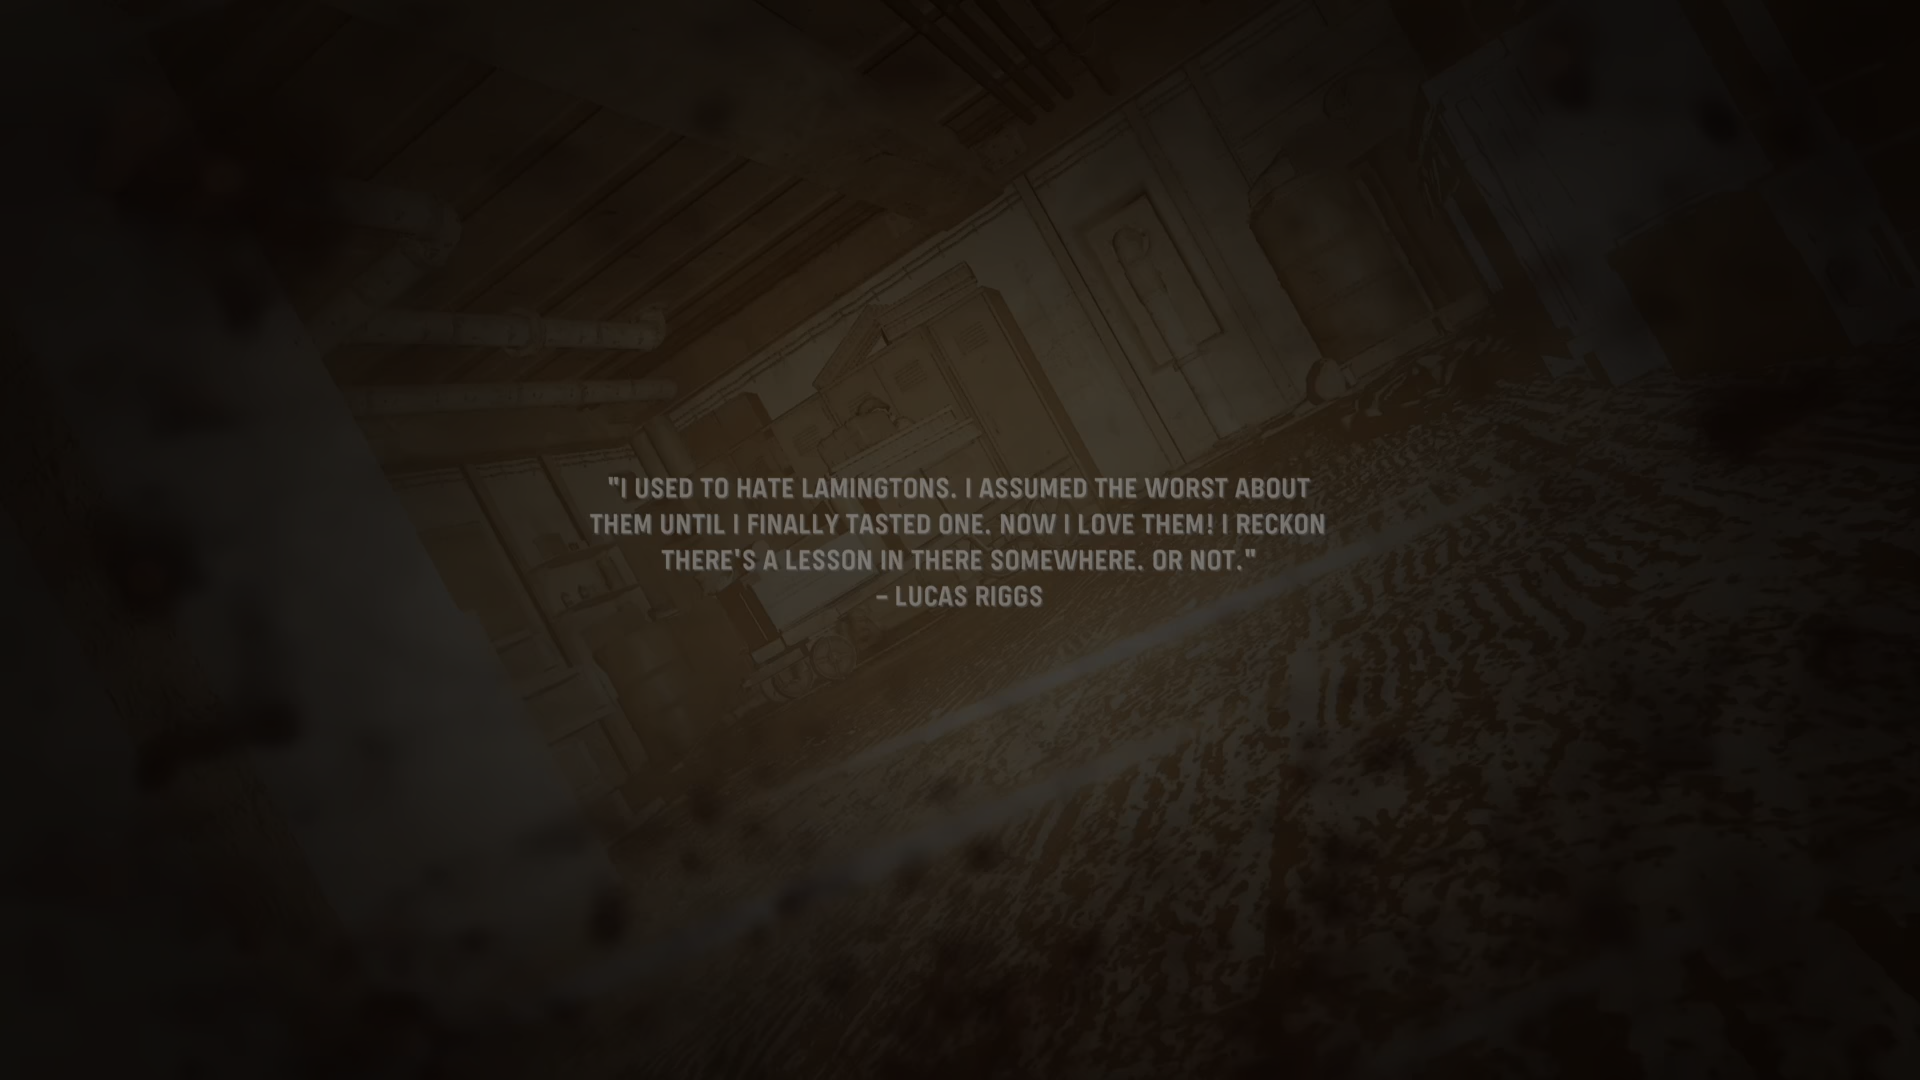 "I USED TO HATE LAMINGTONS. I ASSUMED THE WORST ABOUT
THEM UNTIL I FINALLY TASTED ONE. NOW I LOVE THEM! I RECKON
THERE'S A LESSON IN THERE SOMEWHERE. OR NOT."
- LUCAS RIGGS